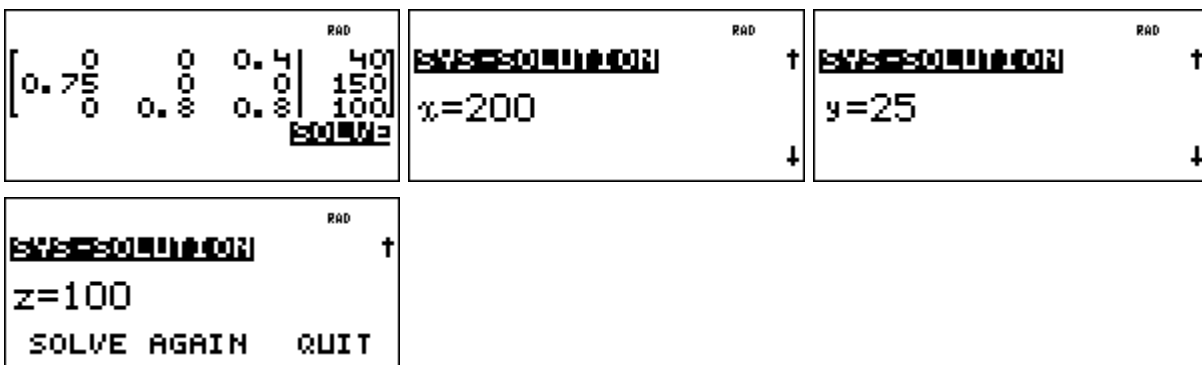 RAD
0 0 0.4 40
0.75 0 0 150
0 0.8 0.8 100
SOLVE
RAD
SYS-SOLUTION ↑
x=200
↓
RAD
SYS-SOLUTION ↑
y=25
↓
RAD
SYS-SOLUTION ↑
z=100
SOLVE AGAIN QUIT